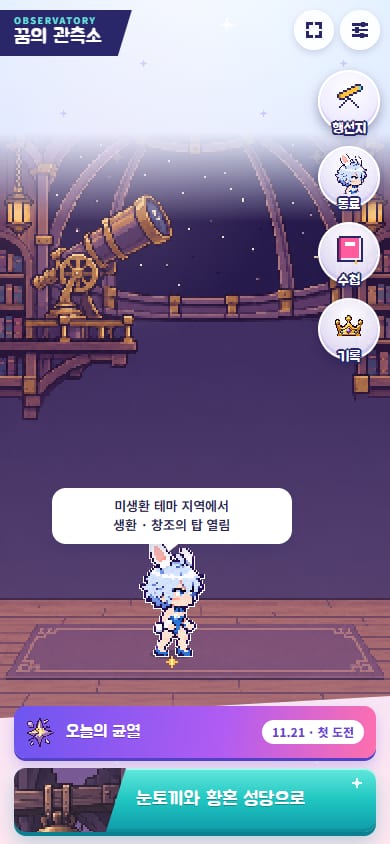 OBSERVATORY
꿈의 관측소
행선지
동료
수첩
기록
미생환 테마 지역에서
생환 · 창조의 탑 열림
오늘의 균열
11.21 · 첫 도전
눈토끼와 황혼 성당으로